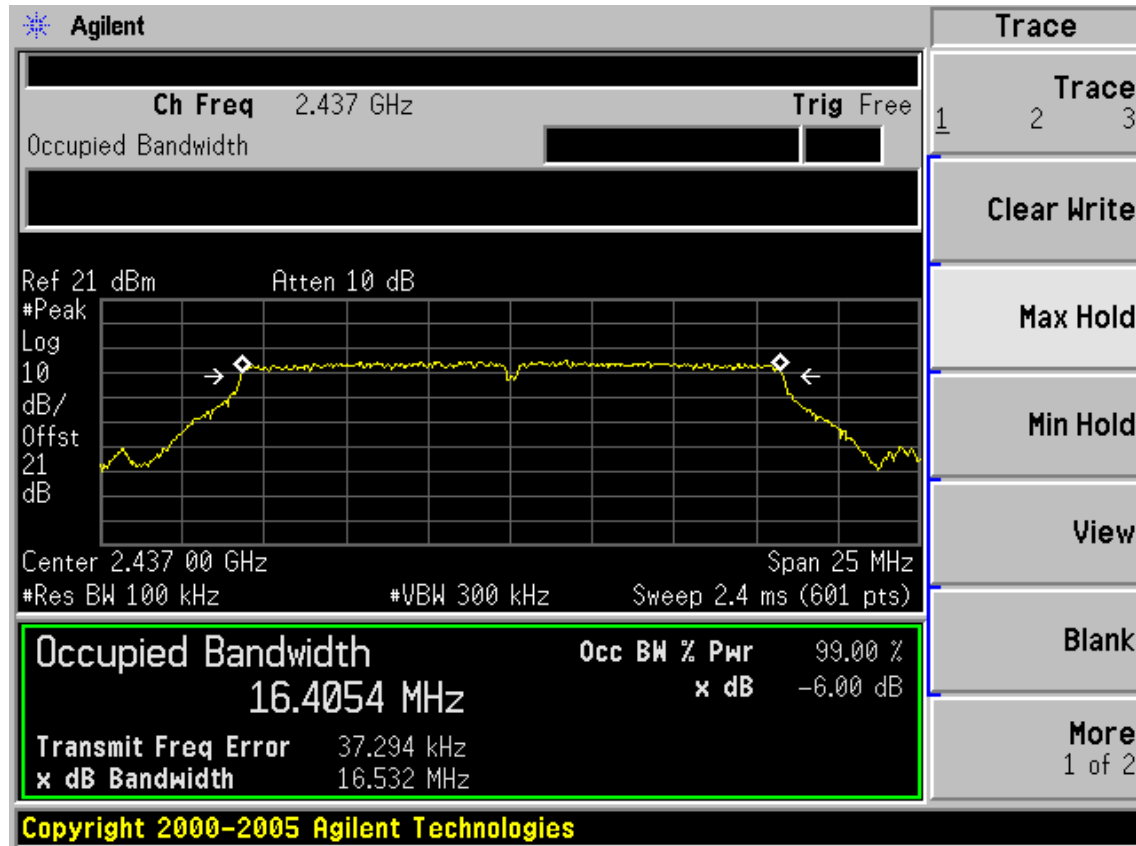 Agilent
Trace
Ch Freq 2.437 GHz Trig Free
Occupied Bandwidth
Trace
1 2 3
Clear Write
Max Hold
Min Hold
View
Blank
More
1 of 2
Ref 21 dBm Atten 10 dB
#Peak
Log
10
dB/
Offst
21
dB
Center 2.437 00 GHz Span 25 MHz
#Res BW 100 kHz #VBW 300 kHz Sweep 2.4 ms (601 pts)
Occupied Bandwidth
16.4054 MHz
Occ BW % Pwr 99.00 %
x dB -6.00 dB
Transmit Freq Error 37.294 kHz
x dB Bandwidth 16.532 MHz
Copyright 2000-2005 Agilent Technologies